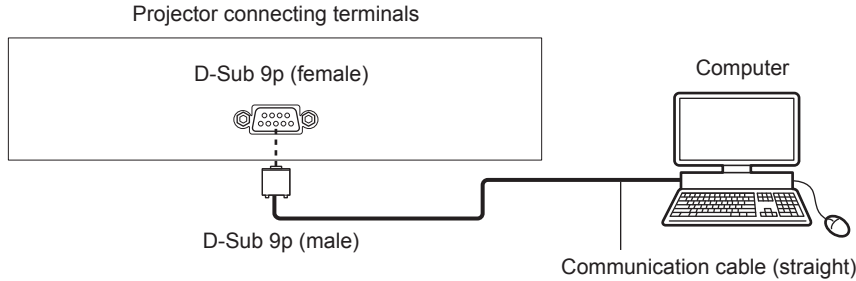 Projector connecting terminals
D-Sub 9p (female)
Computer
D-Sub 9p (male)
Communication cable (straight)